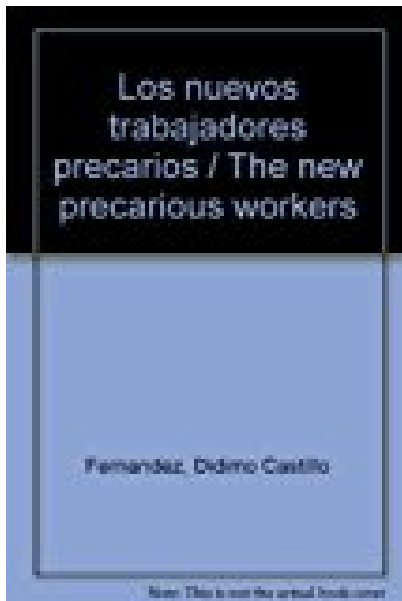 Los nuevos
trabajadores
precarios / The new
precarious workers
Fernandez, Didimo Castillo
Note: This is not the actual book cover